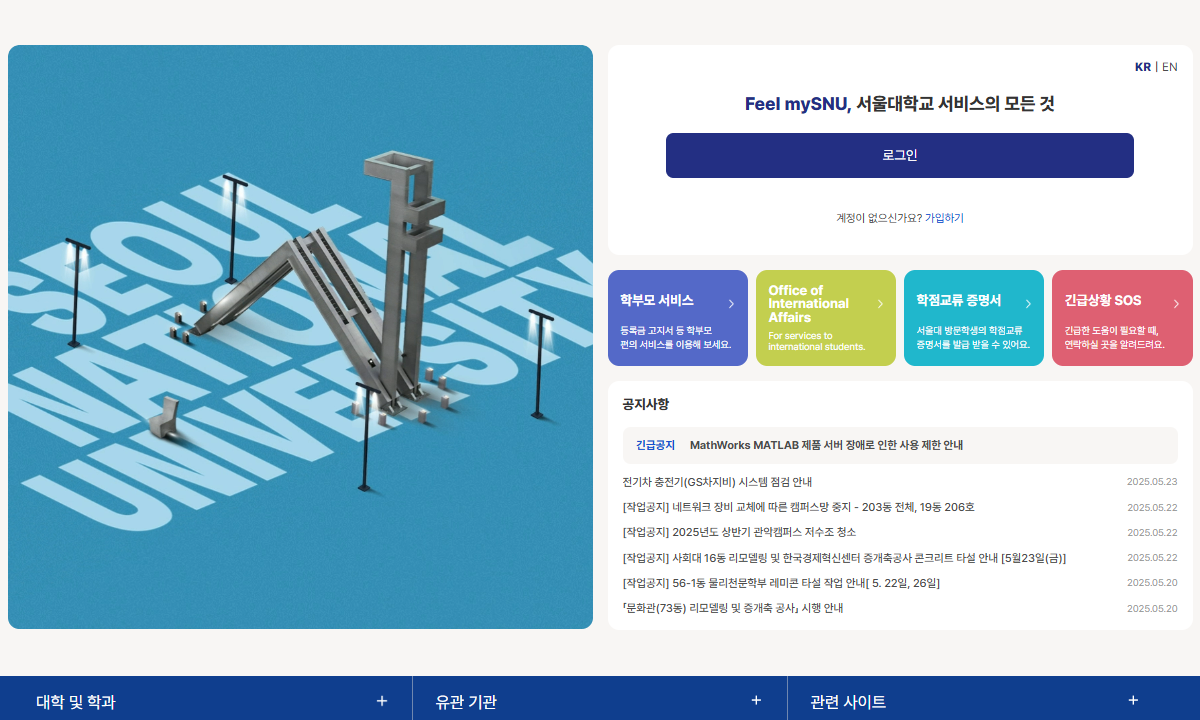 SEOUL
NATIONAL
UNIVERSITY
KR | EN
Feel mySNU, 서울대학교 서비스의 모든 것
로그인
계정이 없으신가요? 가입하기
학부모 서비스
등록금 고지서 등 학부모
편의 서비스를 이용해 보세요.
Office of
International
Affairs
For services to
international students.
학점교류 증명서
서울대 방문학생의 학점교류
증명서를 발급 받을 수 있어요.
긴급상황 SOS
긴급한 도움이 필요할 때,
연락하실 곳을 알려드려요.
공지사항
긴급공지 MathWorks MATLAB 제품 서버 장애로 인한 사용 제한 안내
전기차 충전기(GS차지비) 시스템 점검 안내 2025.05.23
[작업공지] 네트워크 장비 교체에 따른 캠퍼스망 중지 - 203동 전체, 19동 206호 2025.05.22
[작업공지] 2025년도 상반기 관악캠퍼스 저수조 청소 2025.05.22
[작업공지] 사회대 16동 리모델링 및 한국경제혁신센터 증개축공사 콘크리트 타설 안내 [5월23일(금)] 2025.05.22
[작업공지] 56-1동 물리천문학부 레미콘 타설 작업 안내[ 5. 22일, 26일] 2025.05.20
「문화관(73동) 리모델링 및 증개축 공사」 시행 안내 2025.05.20
대학 및 학과 +
유관 기관 +
관련 사이트 +